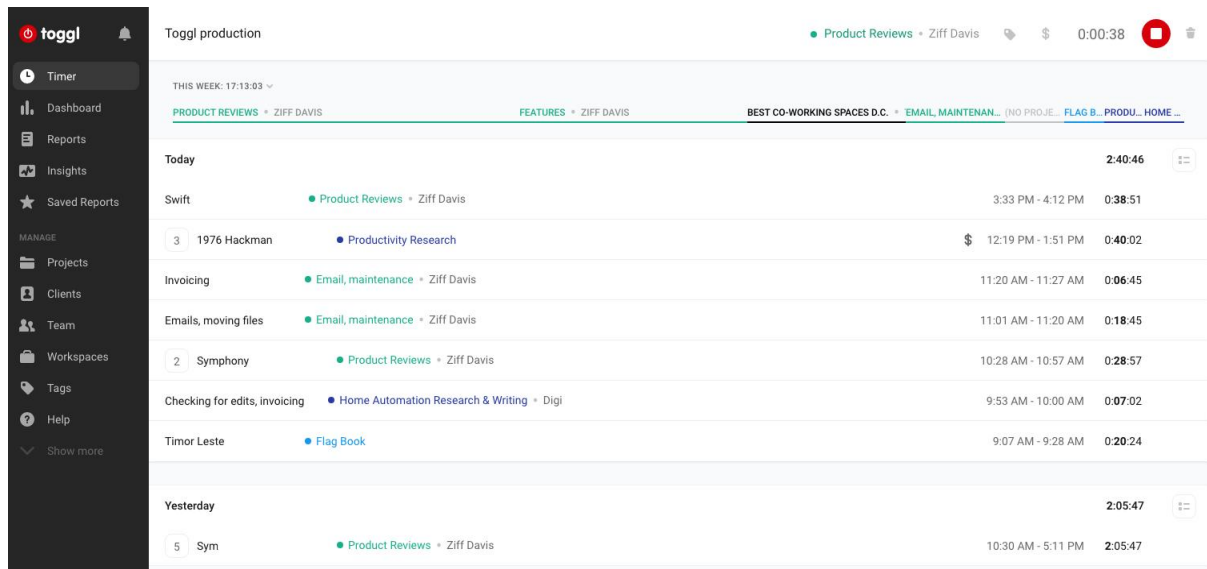 toggl
Timer
Dashboard
Reports
Insights
Saved Reports
MANAGE
Projects
Clients
Team
Workspaces
Tags
Help
Show more
Toggl production Product Reviews • Ziff Davis $ 0:00:38
THIS WEEK: 17:13:03
PRODUCT REVIEWS • ZIFF DAVIS FEATURES • ZIFF DAVIS BEST CO-WORKING SPACES D.C. • EMAIL, MAINTENAN... (NO PROJE... FLAG B... PRODU... HOME ...
Today 2:40:46
Swift • Product Reviews • Ziff Davis 3:33 PM - 4:12 PM 0:38:51
3 1976 Hackman • Productivity Research $ 12:19 PM - 1:51 PM 0:40:02
Invoicing • Email, maintenance • Ziff Davis 11:20 AM - 11:27 AM 0:06:45
Emails, moving files • Email, maintenance • Ziff Davis 11:01 AM - 11:20 AM 0:18:45
2 Symphony • Product Reviews • Ziff Davis 10:28 AM - 10:57 AM 0:28:57
Checking for edits, invoicing • Home Automation Research & Writing • Digi 9:53 AM - 10:00 AM 0:07:02
Timor Leste • Flag Book 9:07 AM - 9:28 AM 0:20:24
Yesterday 2:05:47
5 Sym • Product Reviews • Ziff Davis 10:30 AM - 5:11 PM 2:05:47